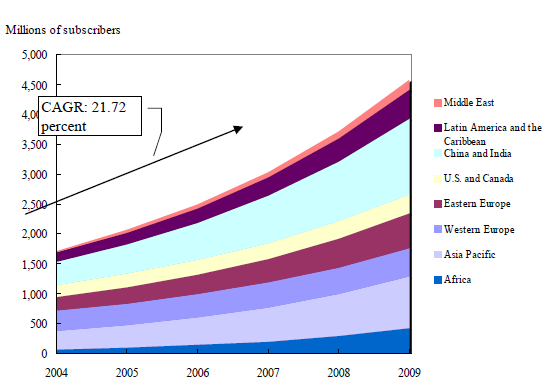 Millions of subscribers
5,000
4,500
4,000
3,500
3,000
2,500
2,000
1,500
1,000
500
0
CAGR: 21.72
percent
2004 2005 2006 2007 2008 2009
Middle East
Latin America and the
Caribbean
China and India
U.S. and Canada
Eastern Europe
Western Europe
Asia Pacific
Africa